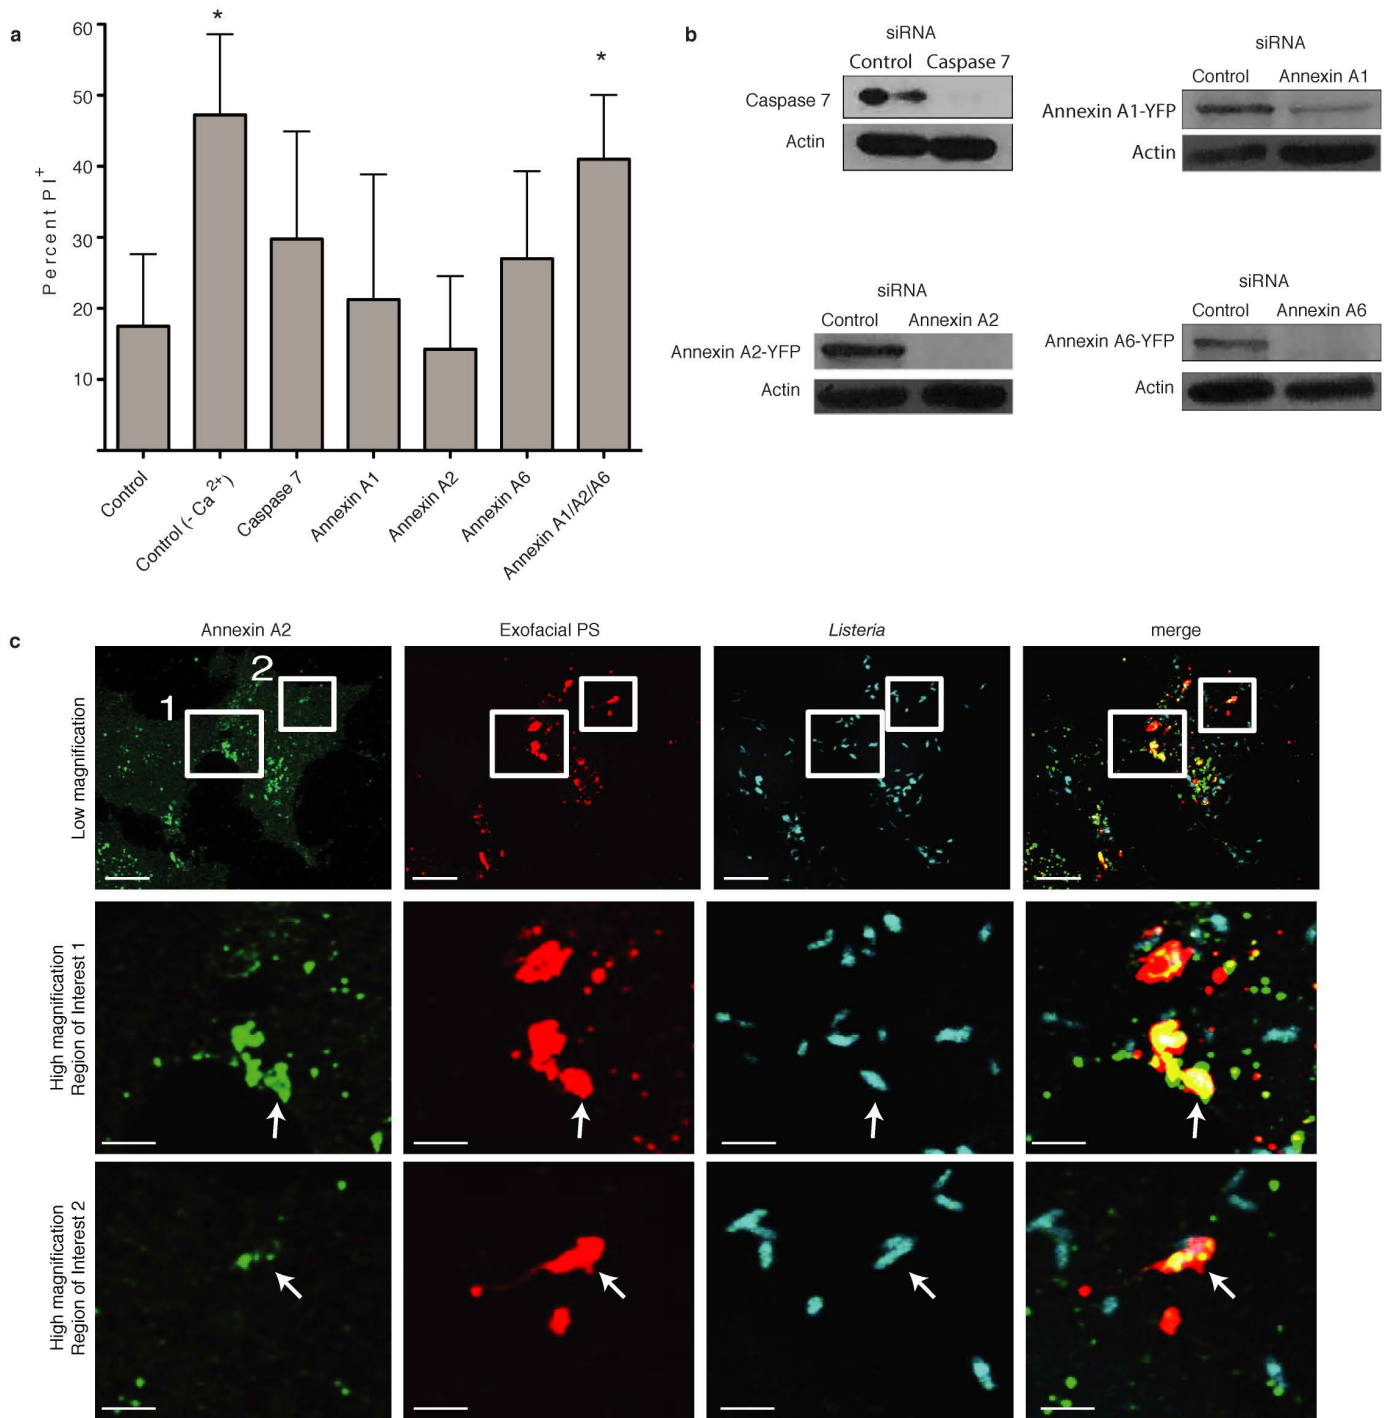 a
*
*
60
50
40
30
20
10
Percent PI+
Control
Control (- Ca 2+)
Caspase 7
Annexin A1
Annexin A2
Annexin A6
Annexin A1/A2/A6
b
siRNA
Control Caspase 7
Caspase 7
Actin
siRNA
Control Annexin A1
Annexin A1-YFP
Actin
siRNA
Control Annexin A2
Annexin A2-YFP
Actin
siRNA
Control Annexin A6
Annexin A6-YFP
Actin
c
Annexin A2 Exofacial PS Listeria merge
Low magnification
1
2
High magnification
Region of Interest 1
High magnification
Region of Interest 2